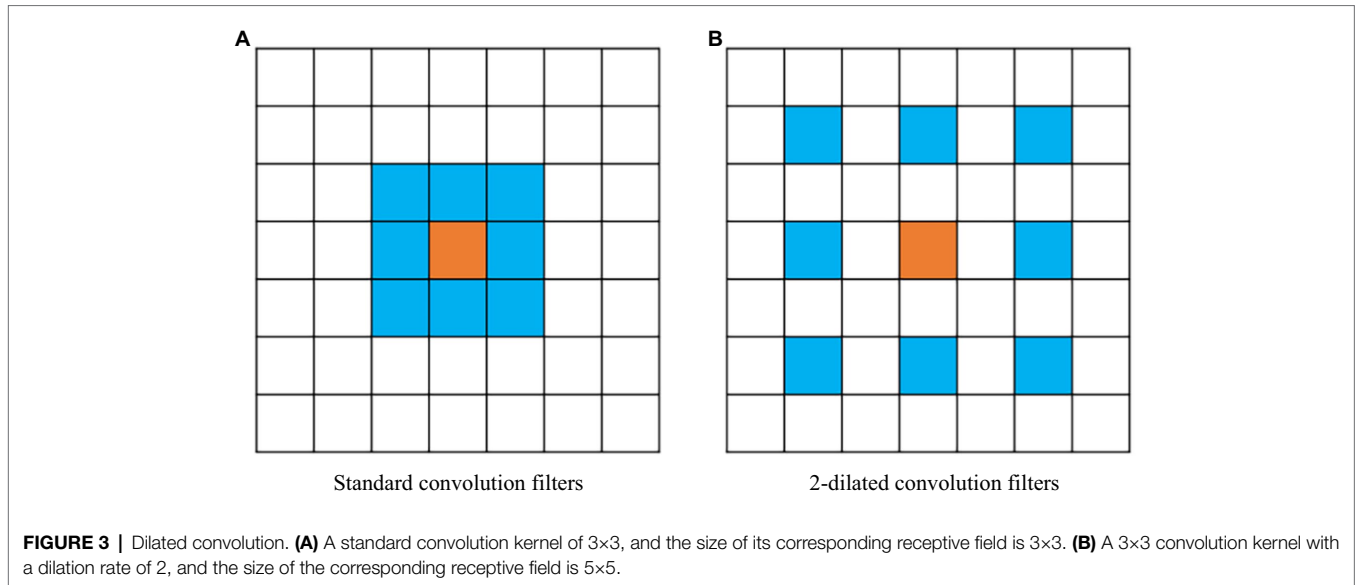 A
B
Standard convolution filters
2-dilated convolution filters
FIGURE 3 | Dilated convolution. (A) A standard convolution kernel of 3×3, and the size of its corresponding receptive field is 3×3. (B) A 3×3 convolution kernel with
a dilation rate of 2, and the size of the corresponding receptive field is 5×5.